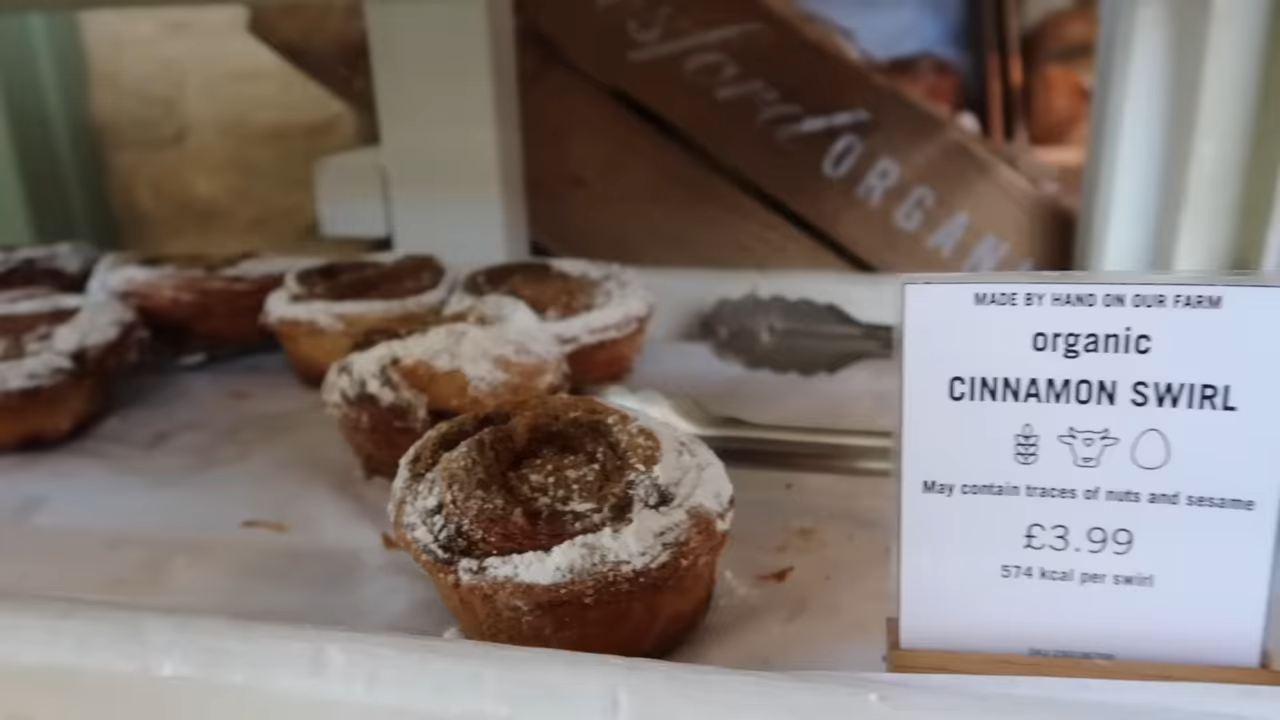 ORGAN
MADE BY HAND ON OUR FARM
organic
CINNAMON SWIRL
May contain traces of nuts and sesame
£3.99
574 kcal per swirl